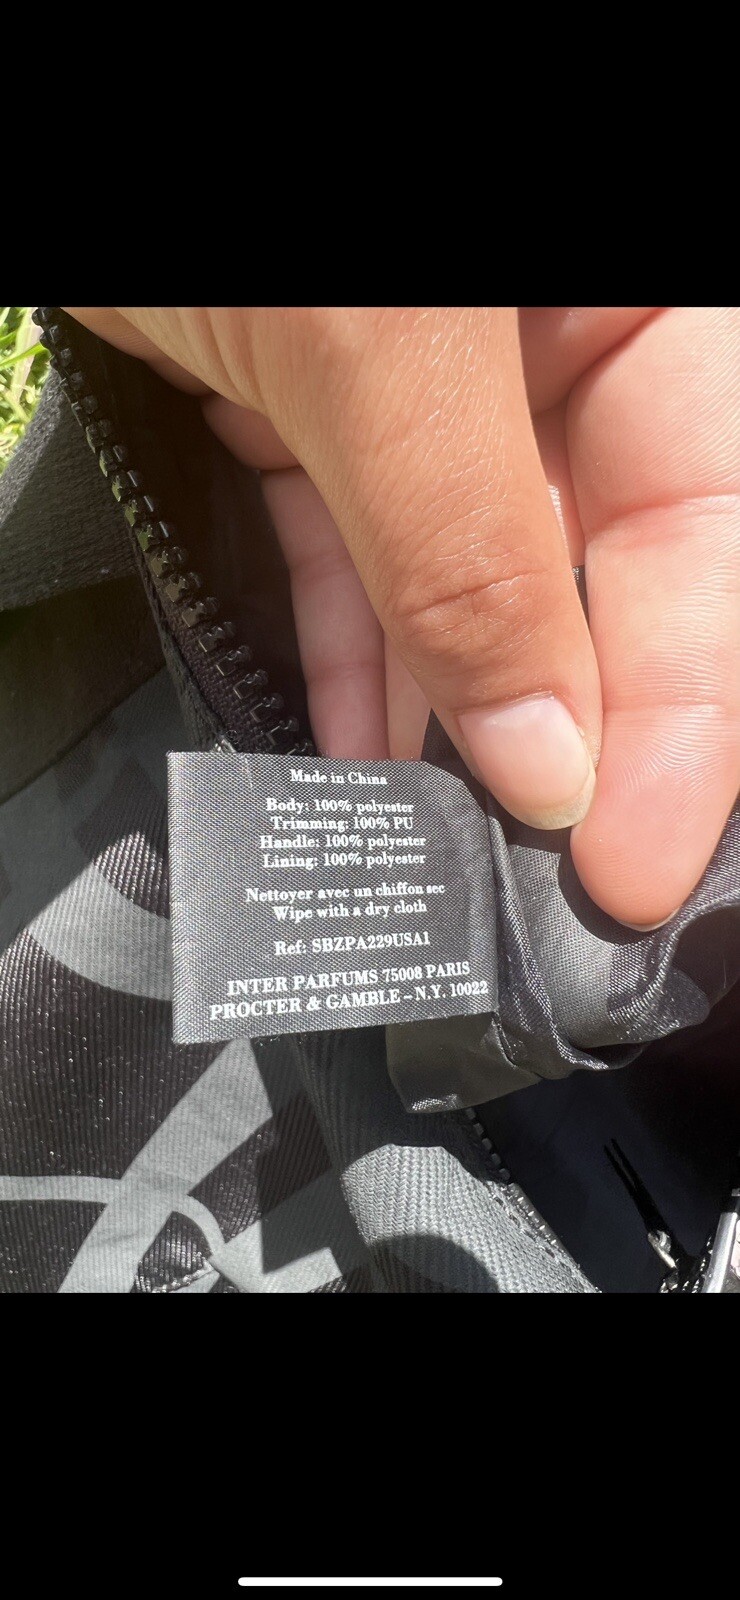 Made in China
Body: 100% polyester
Trimming: 100% PU
Handle: 100% polyester
Lining: 100% polyester
Nettoyer avec un chiffon sec
Wipe with a dry cloth
Ref: SBZPA229USA1
INTER PARFUMS 75008 PARIS
PROCTER & GAMBLE – N.Y. 10022